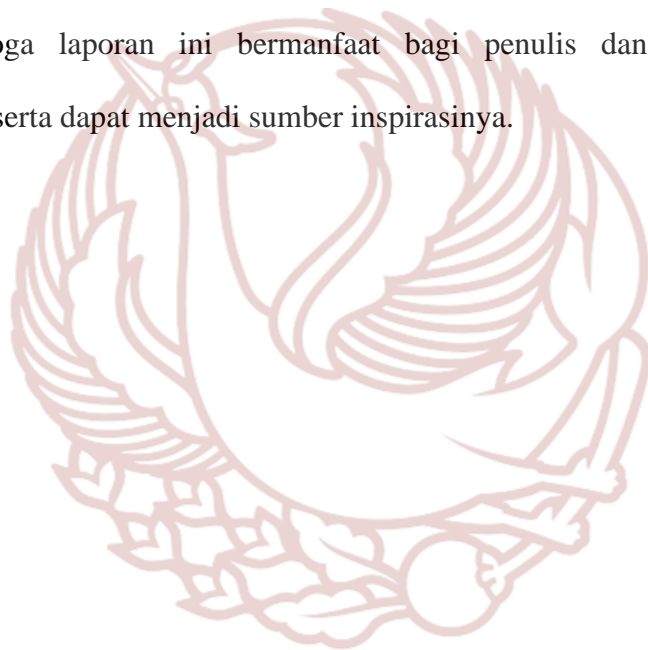 oga laporan ini bermanfaat bagi penulis dan
serta dapat menjadi sumber inspirasinya.